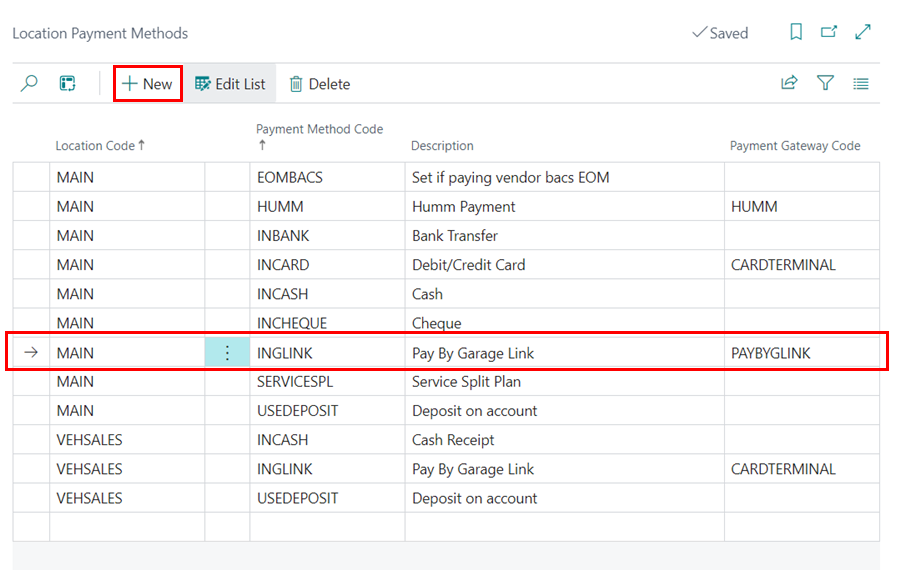 Location Payment Methods
Saved
New
Edit List
Delete
Payment Method Code
Location Code
Description
Payment Gateway Code
MAIN EOMBACS Set if paying vendor bacs EOM
MAIN HUMM Humm Payment HUMM
MAIN INBANK Bank Transfer
MAIN INCARD Debit/Credit Card CARDTERMINAL
MAIN INCASH Cash
MAIN INCHEQUE Cheque
MAIN INGLINK Pay By Garage Link PAYBYGLINK
MAIN SERVICESPL Service Split Plan
MAIN USEDEPOSIT Deposit on account
VEHSALES INCASH Cash Receipt
VEHSALES INGLINK Pay By Garage Link CARDTERMINAL
VEHSALES USEDEPOSIT Deposit on account